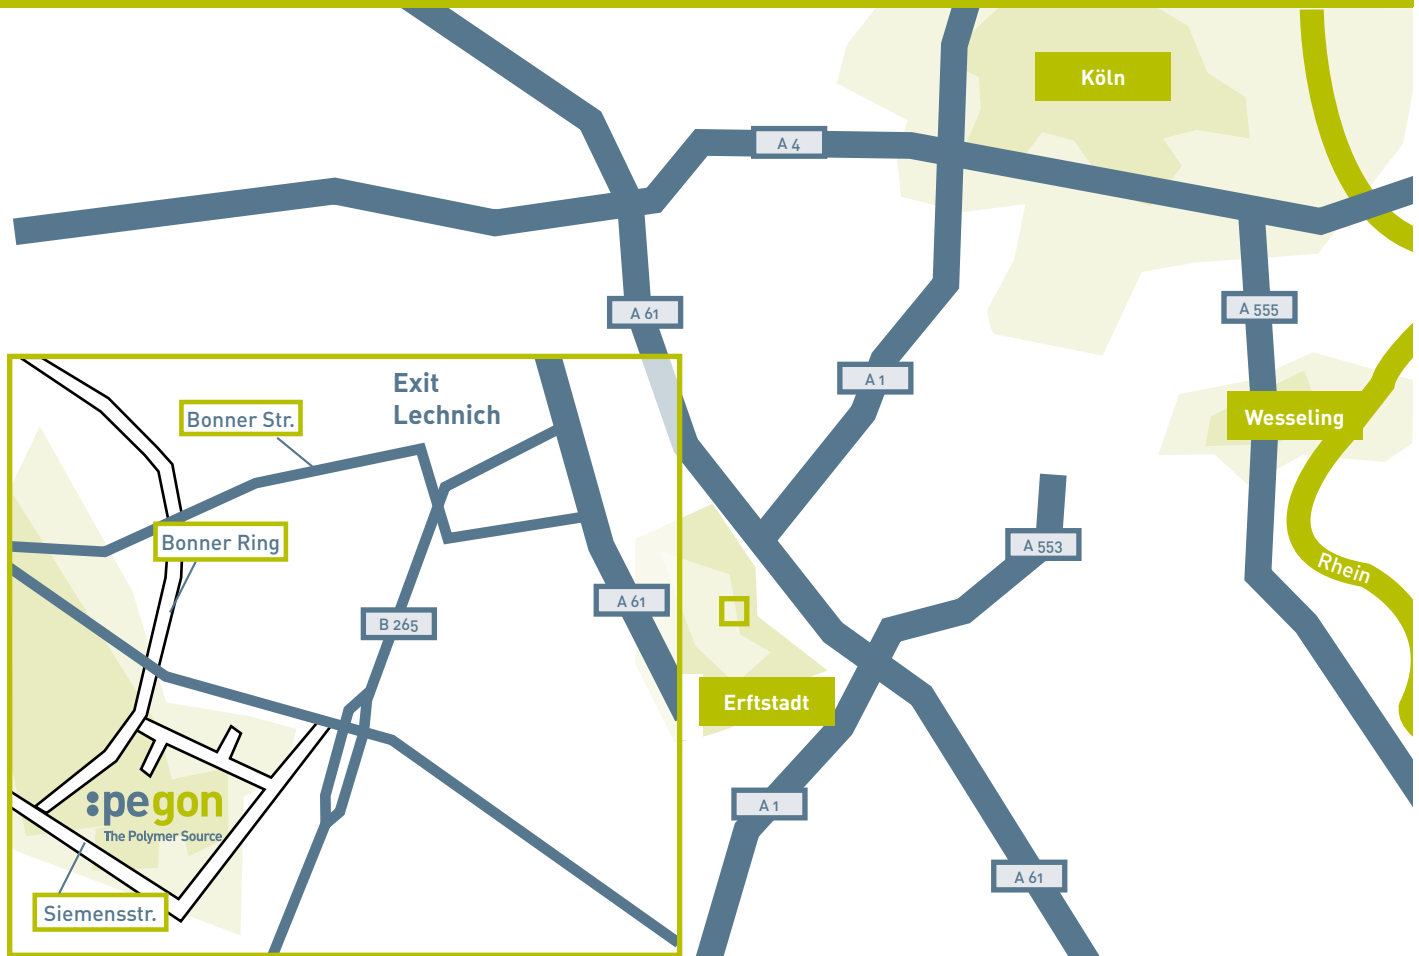 Köln
A 4
A 61
A 555
A 1
Exit
Lechnich
Bonner Str.
Wesseling
Bonner Ring
A 553
Rhein
A 61
B 265
Erftstadt
:pegon
The Polymer Source
A 1
A 61
Siemensstr.